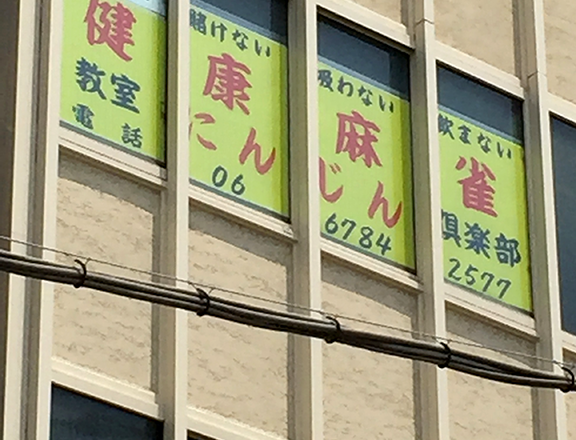 賭けない 吸わない 飲まない
健康麻雀
教室 にんじん 倶楽部
電話 06 6784 2577